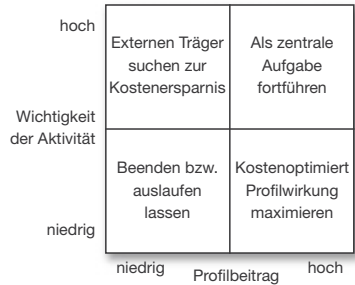 hoch
Externen Träger
suchen zur
Kostenersparnis
Als zentrale
Aufgabe
fortführen
Wichtigkeit
der Aktivität
Beenden bzw.
auslaufen
lassen
Kostenoptimiert
Profilwirkung
maximieren
niedrig
niedrig
Profilbeitrag
hoch